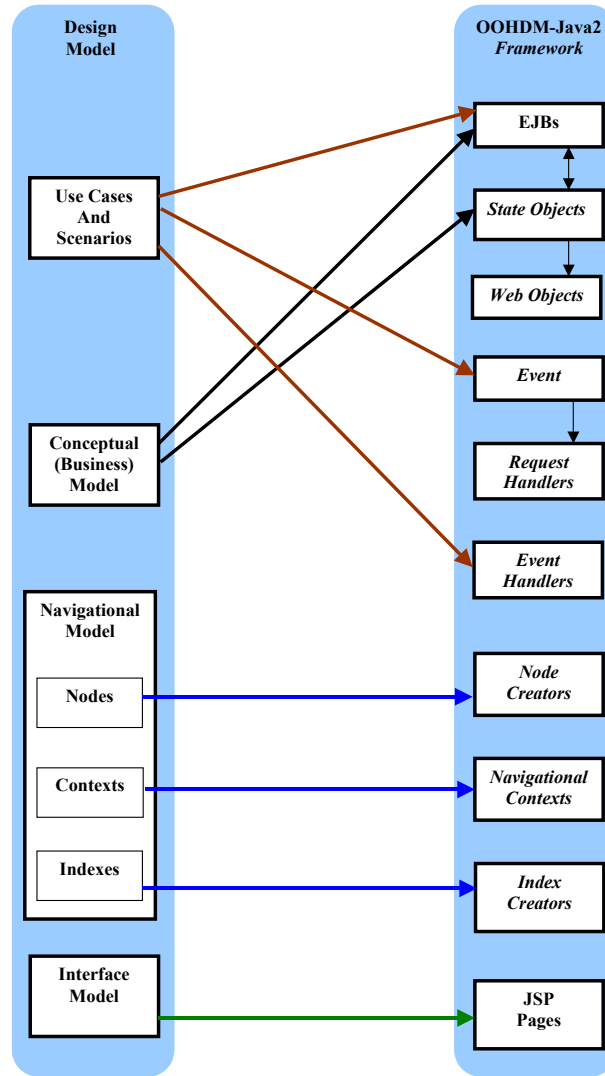 Design
Model
Use Cases
And
Scenarios
Conceptual
(Business)
Model
Navigational
Model
Nodes
Contexts
Indexes
Interface
Model
OOHDM-Java2
Framework
EJBs
State Objects
Web Objects
Event
Request
Handlers
Event
Handlers
Node
Creators
Navigational
Contexts
Index
Creators
JSP
Pages